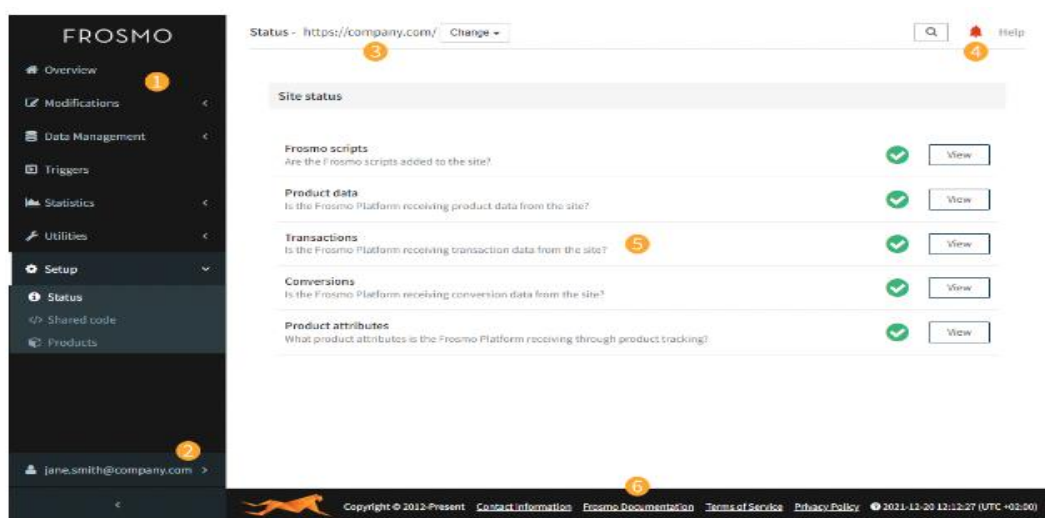 FROSMO
Status - https://company.com/ Change
Help
3
4
Overview
1
Modifications
Data Management
Triggers
Statistics
Utilities
Setup
Status
Shared code
Products
2
jane.smith@company.com
Site status
Frosmo scripts
Are the Frosmo scripts added to the site?
View
Product data
Is the Frosmo Platform receiving product data from the site?
View
Transactions
Is the Frosmo Platform receiving transaction data from the site?
5
View
Conversions
Is the Frosmo Platform receiving conversion data from the site?
View
Product attributes
What product attributes is the Frosmo Platform receiving through product tracking?
View
6
Copyright © 2012-Present Contact Information Frosmo Documentation Terms of Service Privacy Policy 2021-12-20 12:12:27 (UTC +02:00)